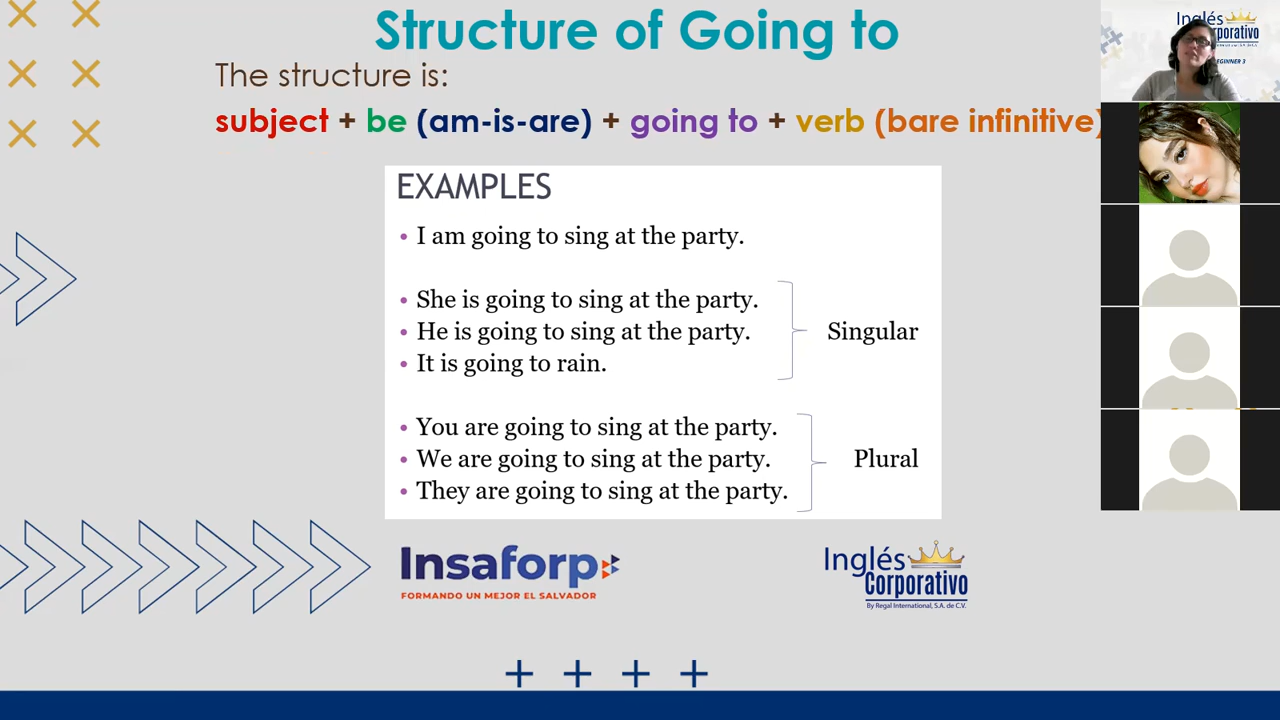 Structure of Going to
The structure is:
subject + be (am-is-are) + going to + verb (bare infinitive)
EXAMPLES
• I am going to sing at the party.
• She is going to sing at the party.
• He is going to sing at the party.
• It is going to rain.
Singular
• You are going to sing at the party.
• We are going to sing at the party.
• They are going to sing at the party.
Plural
Insaforp
FORMANDO UN MEJOR EL SALVADOR
Inglés
Corporativo
By Regal International, S.A. de C.V.
Inglés
rporativo
EGINNER 3